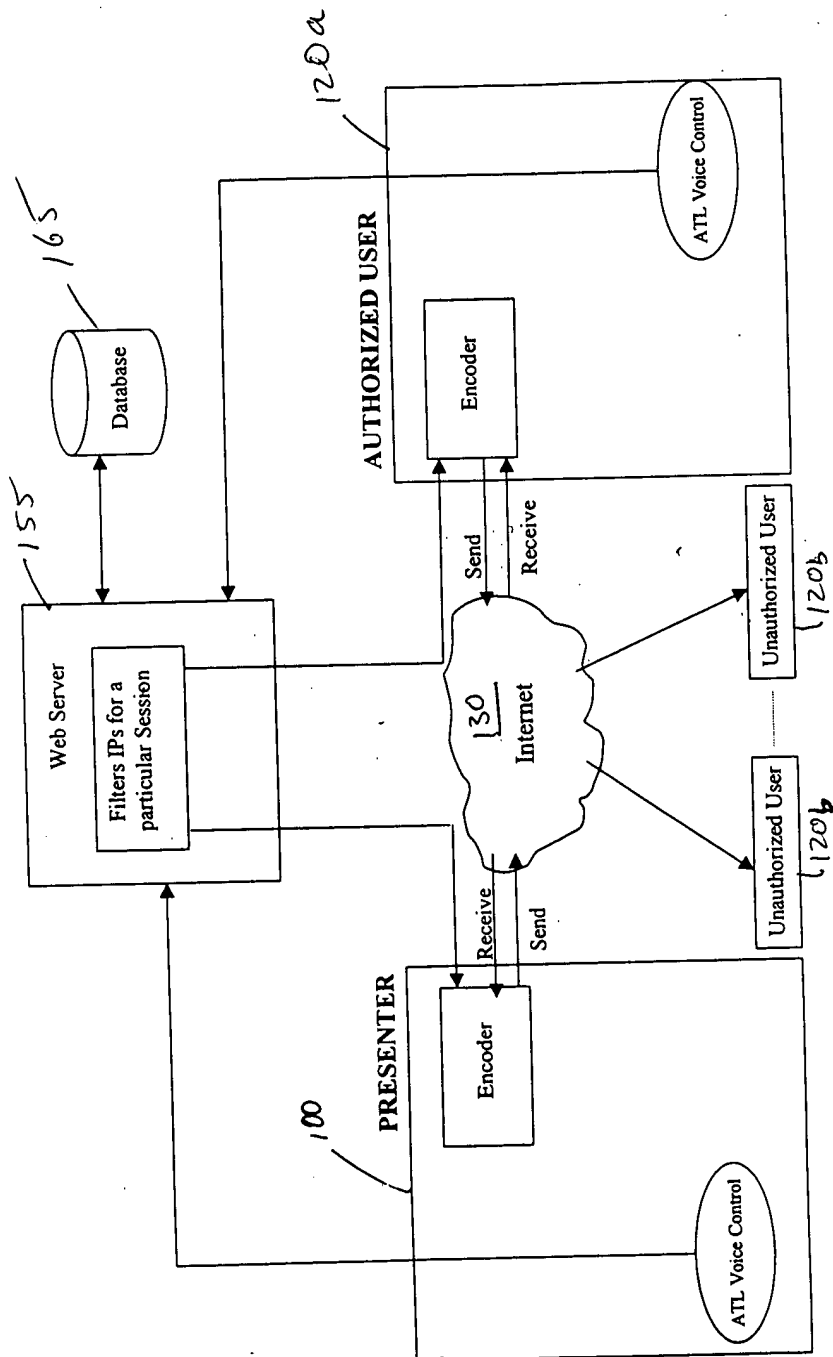 155
Web Server
Filters IPs for a
particular Session
165
Database
100
PRESENTER
Encoder
ATL Voice Control
Receive
Send
130
Internet
Send
Receive
120a
AUTHORIZED USER
Encoder
ATL Voice Control
Unauthorized User
120b
Unauthorized User
120b